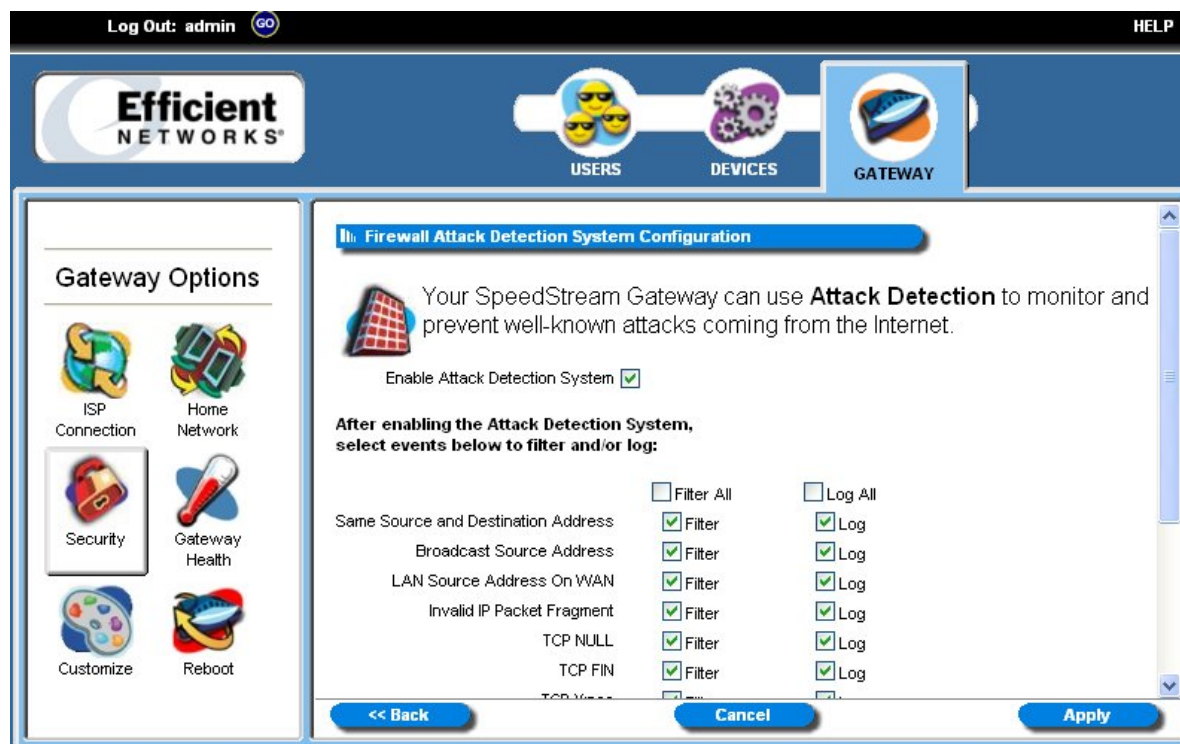 Log Out: admin GO
HELP
Efficient
NETWORKS®
USERS
DEVICES
GATEWAY
Gateway Options
ISP
Connection
Home
Network
Security
Gateway
Health
Customize
Reboot
Firewall Attack Detection System Configuration
Your SpeedStream Gateway can use Attack Detection to monitor and
prevent well-known attacks coming from the Internet.
Enable Attack Detection System
After enabling the Attack Detection System,
select events below to filter and/or log:
Filter All Log All
Same Source and Destination Address Filter Log
Broadcast Source Address Filter Log
LAN Source Address On WAN Filter Log
Invalid IP Packet Fragment Filter Log
TCP NULL Filter Log
TCP FIN Filter Log
TCP
<< Back
Cancel
Apply